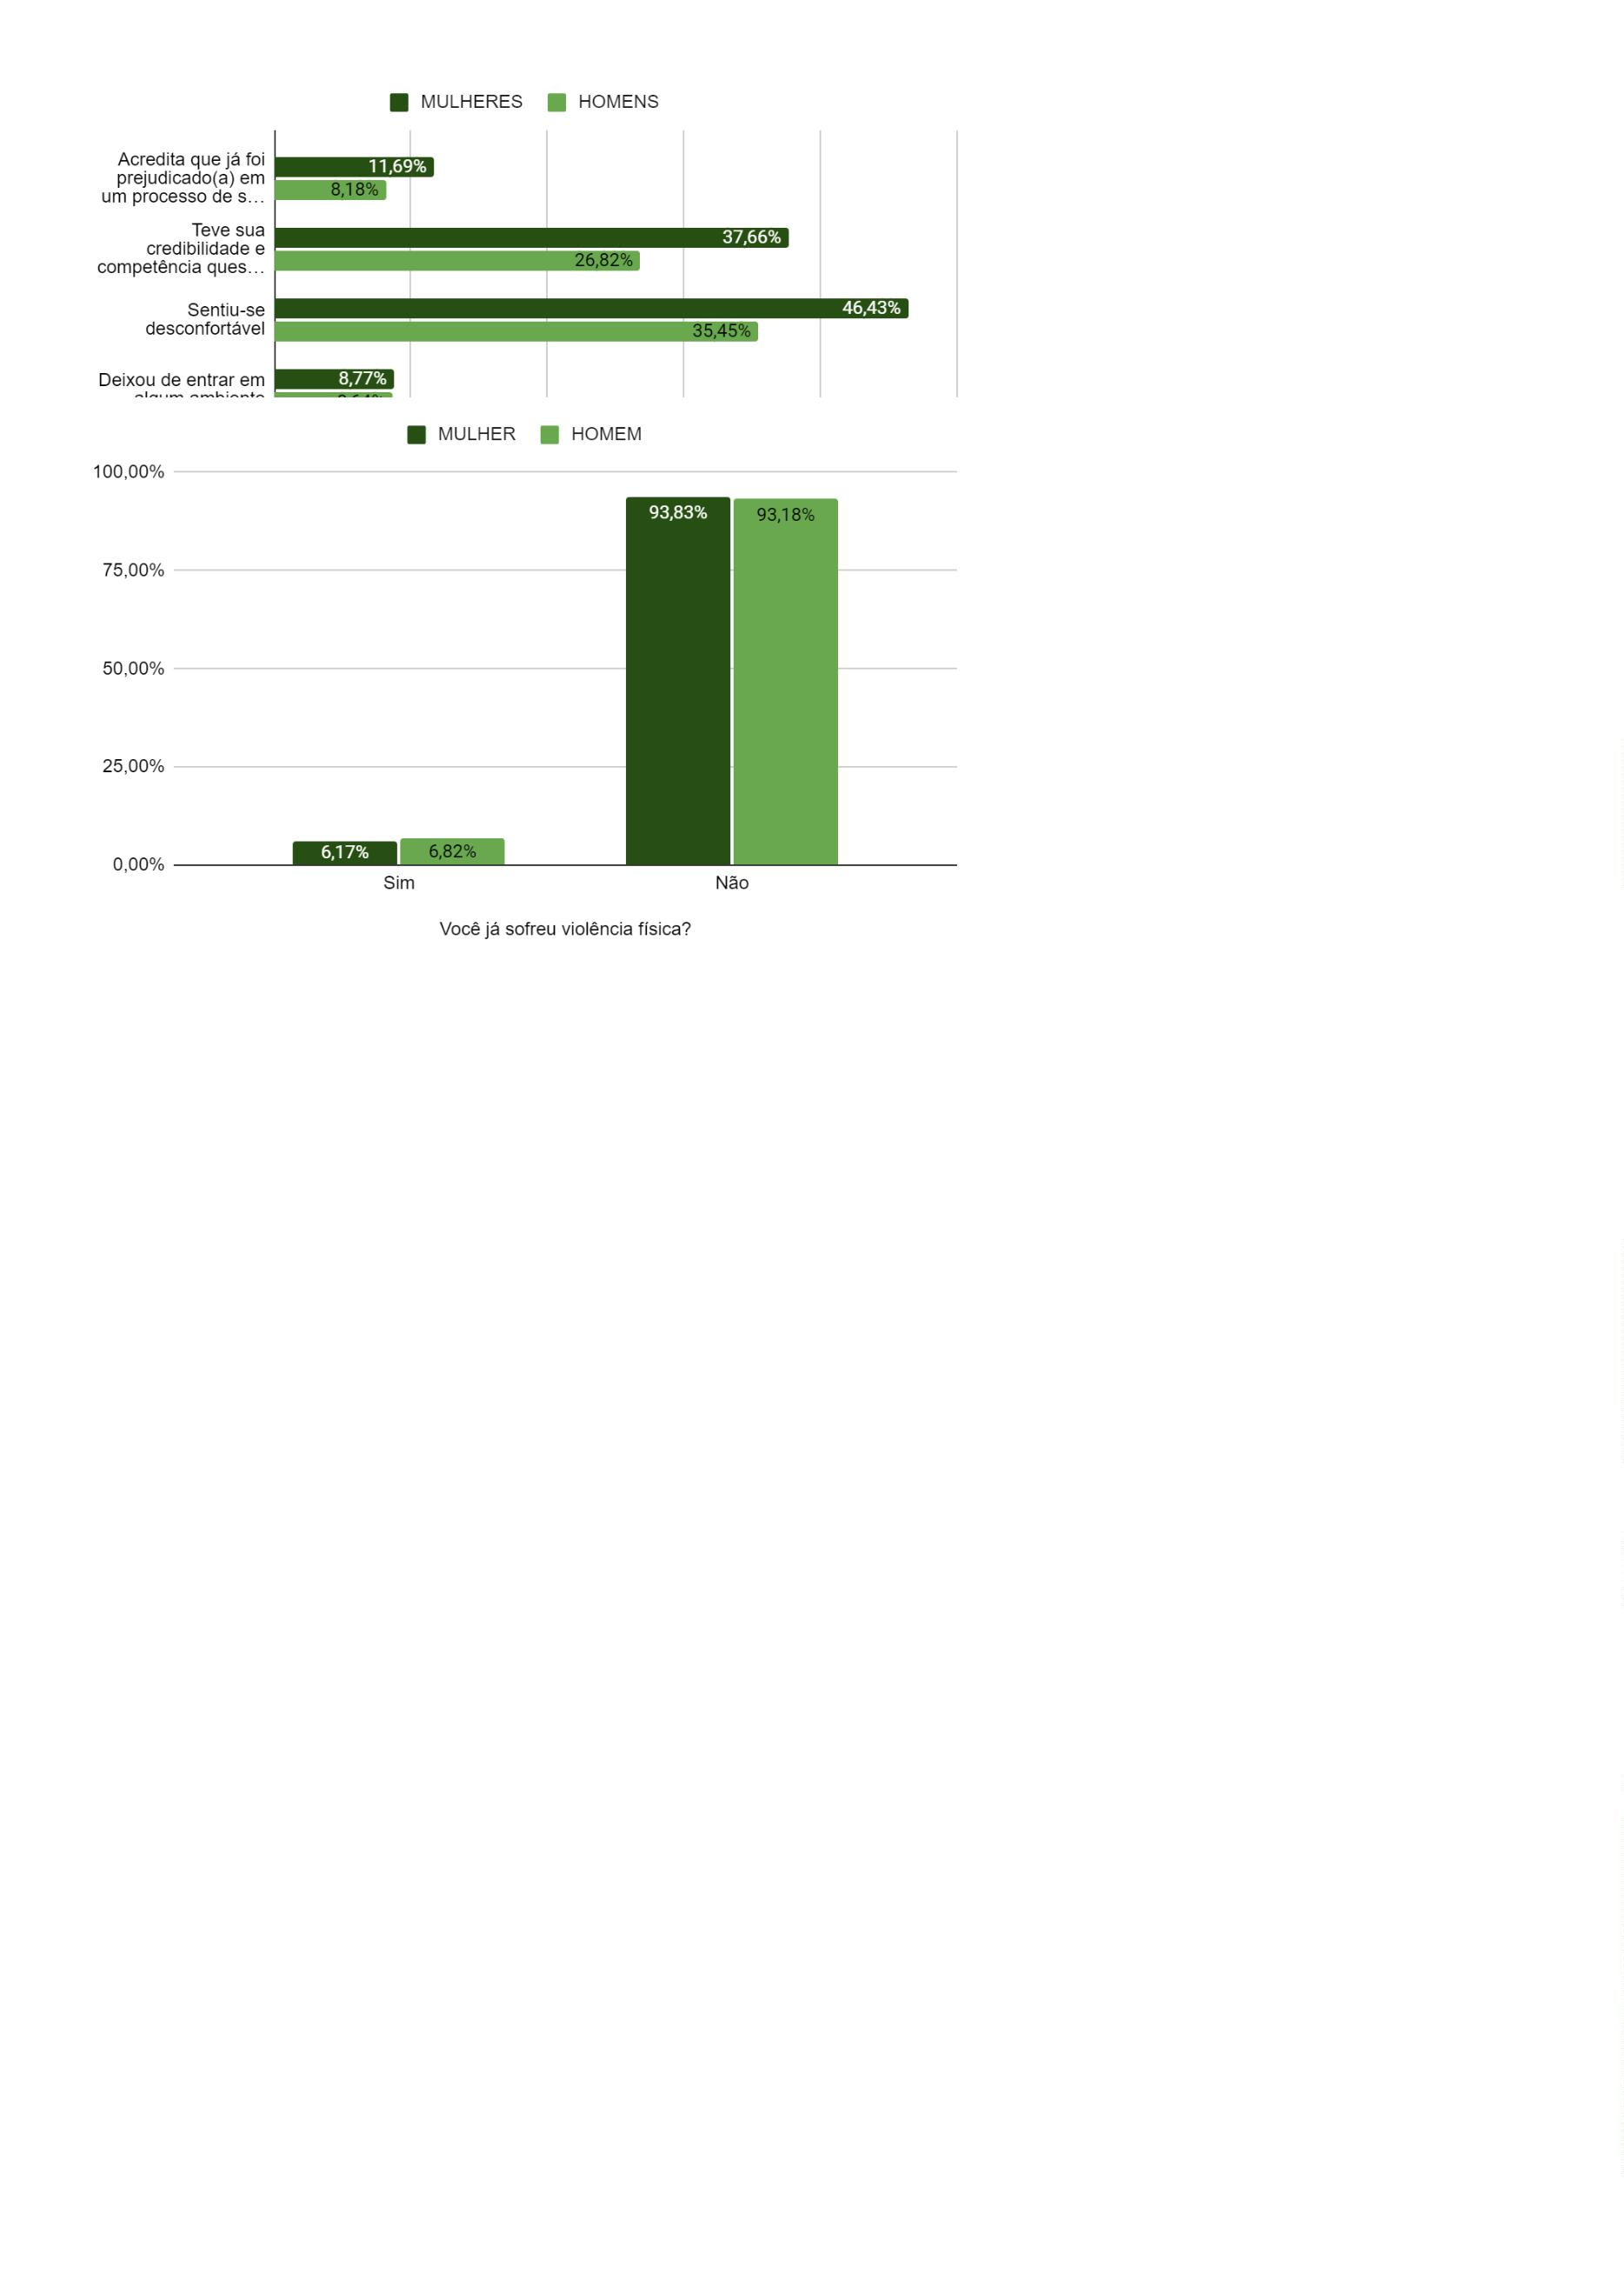 MULHERES HOMENS
Acredita que já foi
prejudicado(a) em
um processo de s…
11,69%
8,18%
Teve sua
credibilidade e
competência ques…
37,66%
26,82%
Sentiu-se
desconfortável
46,43%
35,45%
Deixou de entrar em
8,77%
MULHER HOMEM
100,00%
75,00%
50,00%
25,00%
0,00%
93,83%
93,18%
6,17%
6,82%
Sim
Não
Você já sofreu violência física?